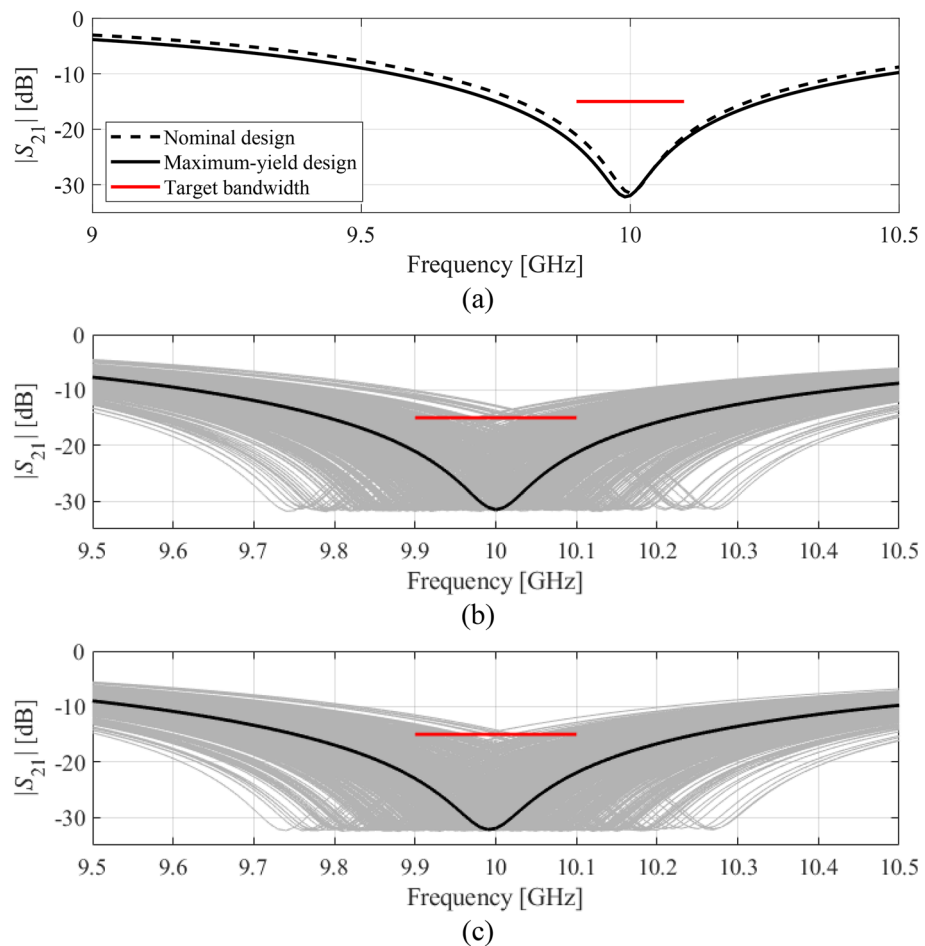 0
-10
-20
-30
|S21| [dB]
Nominal design
Maximum-yield design
Target bandwidth
9 9.5 10 10.5
Frequency [GHz]
(a)
0
-10
-20
-30
|S21| [dB]
9.5 9.6 9.7 9.8 9.9 10 10.1 10.2 10.3 10.4 10.5
Frequency [GHz]
(b)
0
-10
-20
-30
|S21| [dB]
9.5 9.6 9.7 9.8 9.9 10 10.1 10.2 10.3 10.4 10.5
Frequency [GHz]
(c)